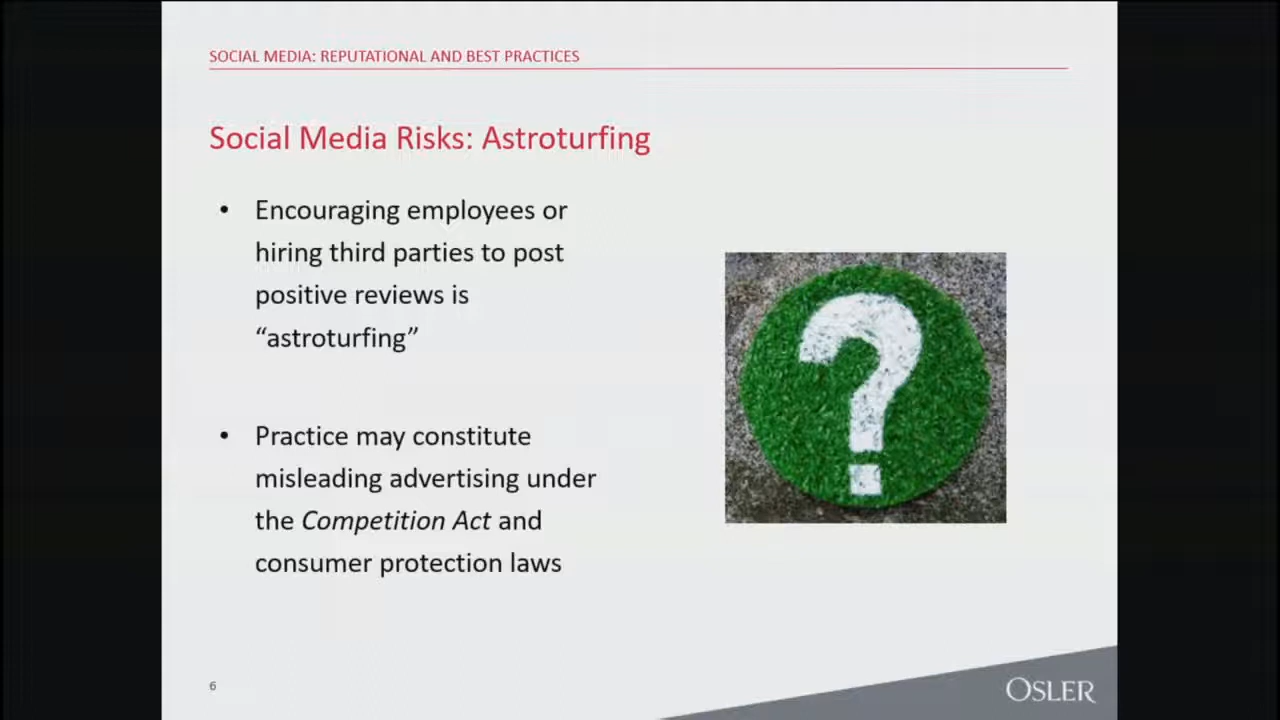 SOCIAL MEDIA: REPUTATIONAL AND BEST PRACTICES
Social Media Risks: Astroturfing
• Encouraging employees or
hiring third parties to post
positive reviews is
“astroturfing”
• Practice may constitute
misleading advertising under
the Competition Act and
consumer protection laws
?
6
OSLER